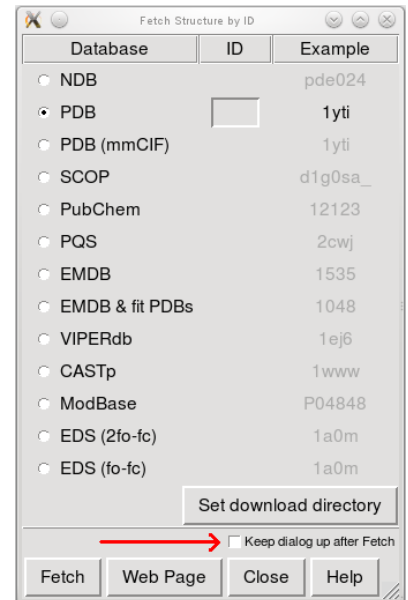 Fetch Structure by ID
Database ID Example
NDB pde024
PDB 1yti
PDB (mmCIF) 1yti
SCOP d1g0sa_
PubChem 12123
PQS 2cwj
EMDB 1535
EMDB & fit PDBs 1048
VIPERdb 1ej6
CASTp 1www
ModBase P04848
EDS (2fo-fc) 1a0m
EDS (fo-fc) 1a0m
Set download directory
Keep dialog up after Fetch
Fetch Web Page Close Help